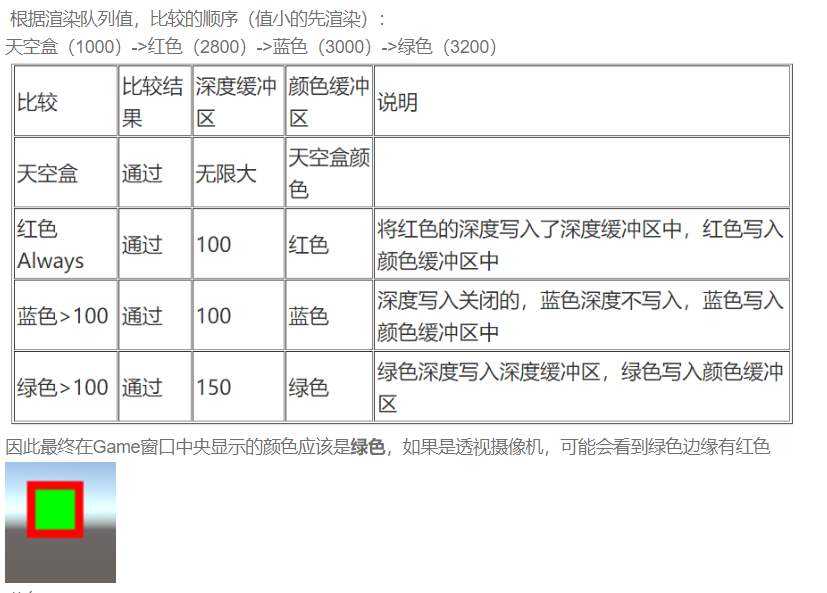 根据渲染队列值，比较的顺序（值小的先渲染）：
天空盒（1000）->红色（2800）->蓝色（3000）->绿色（3200）
比较 比较结果 深度缓冲区 颜色缓冲区 说明
天空盒 通过 无限大 天空盒颜色
红色 Always 通过 100 红色 将红色的深度写入了深度缓冲区中，红色写入颜色缓冲区中
蓝色>100 通过 100 蓝色 深度写入关闭的，蓝色深度不写入，蓝色写入颜色缓冲区中
绿色>100 通过 150 绿色 绿色深度写入深度缓冲区，绿色写入颜色缓冲区
因此最终在Game窗口中央显示的颜色应该是绿色，如果是透视摄像机，可能会看到绿色边缘有红色